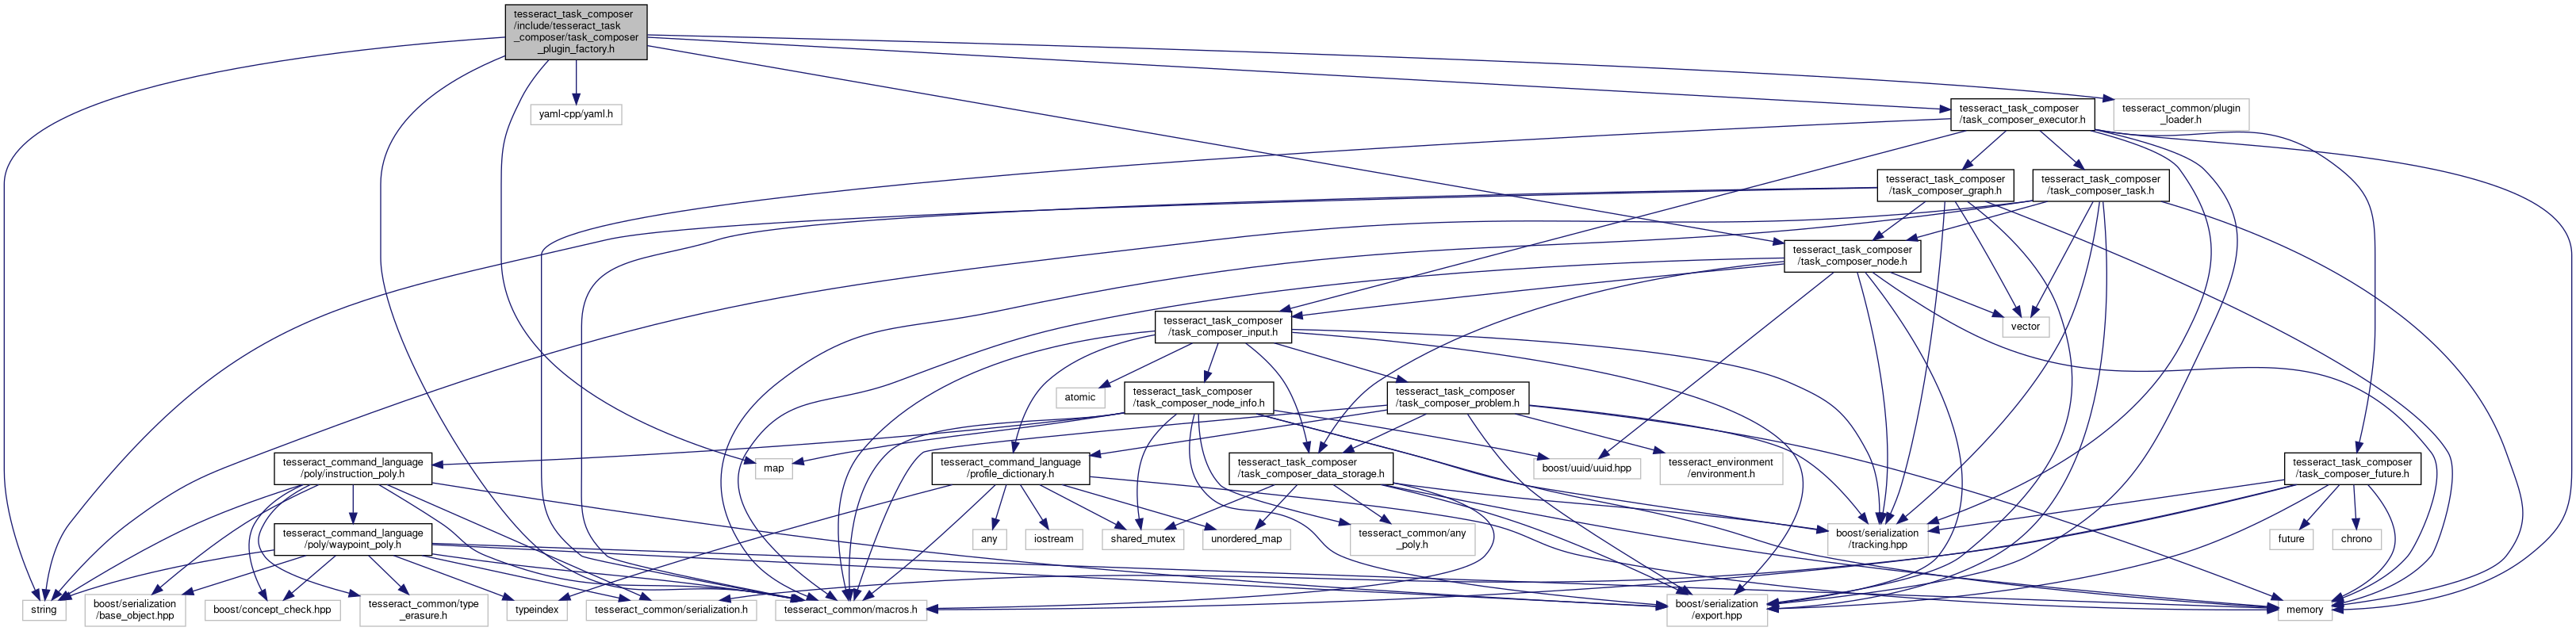 tesseract_task_composer
/include/tesseract_task
_composer/task_composer
_plugin_factory.h
yaml-cpp/yaml.h
tesseract_task_composer
/task_composer_executor.h
tesseract_common/plugin
_loader.h
tesseract_task_composer
/task_composer_graph.h
tesseract_task_composer
/task_composer_task.h
tesseract_task_composer
/task_composer_node.h
tesseract_task_composer
/task_composer_input.h
vector
atomic
tesseract_task_composer
/task_composer_node_info.h
tesseract_task_composer
/task_composer_problem.h
tesseract_command_language
/poly/instruction_poly.h
map
tesseract_command_language
/profile_dictionary.h
tesseract_task_composer
/task_composer_data_storage.h
boost/uuid/uuid.hpp
tesseract_environment
/environment.h
tesseract_task_composer
/task_composer_future.h
tesseract_command_language
/poly/waypoint_poly.h
any
iostream
shared_mutex
unordered_map
tesseract_common/any
_poly.h
boost/serialization
/tracking.hpp
future
chrono
string
boost/serialization
/base_object.hpp
boost/concept_check.hpp
tesseract_common/type
_erasure.h
typeindex
tesseract_common/serialization.h
tesseract_common/macros.h
boost/serialization
/export.hpp
memory